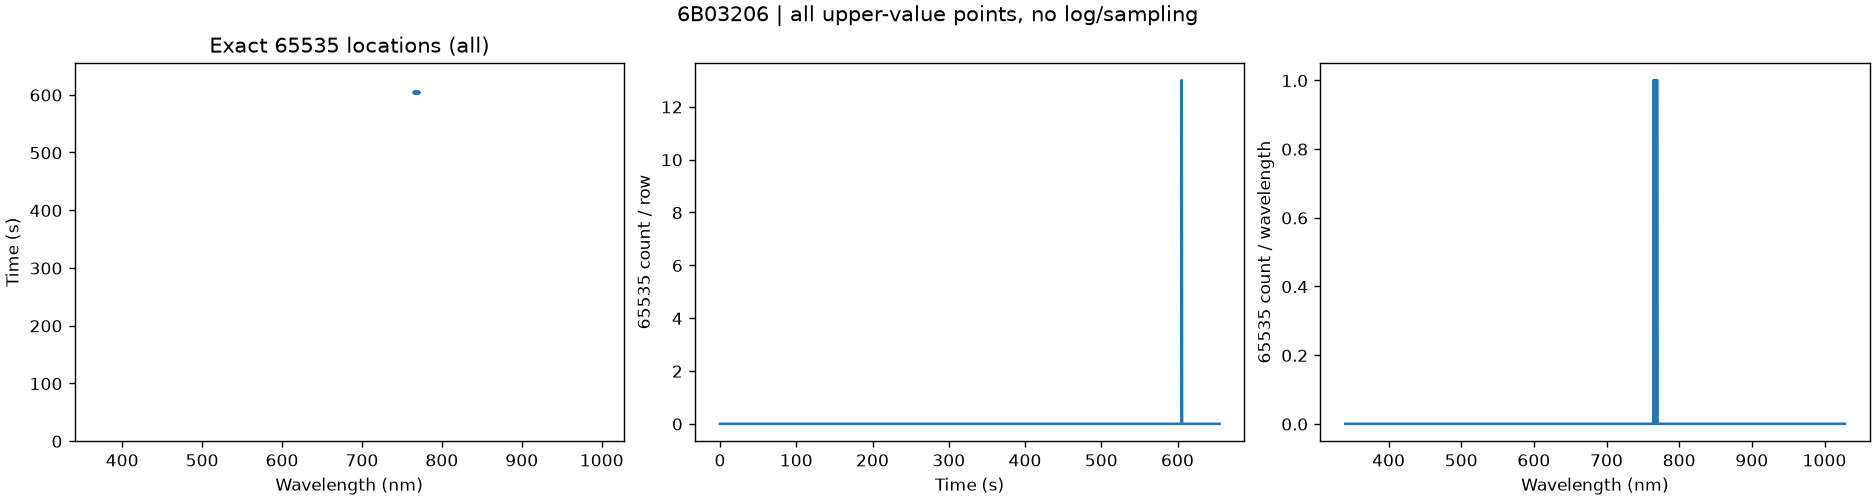 6B03206 | all upper-value points, no log/sampling
Exact 65535 locations (all)
Time (s)
600
500
400
300
200
100
0
400 500 600 700 800 900 1000
Wavelength (nm)
65535 count / row
12
10
8
6
4
2
0
0 100 200 300 400 500 600
Time (s)
65535 count / wavelength
1.0
0.8
0.6
0.4
0.2
0.0
400 500 600 700 800 900 1000
Wavelength (nm)